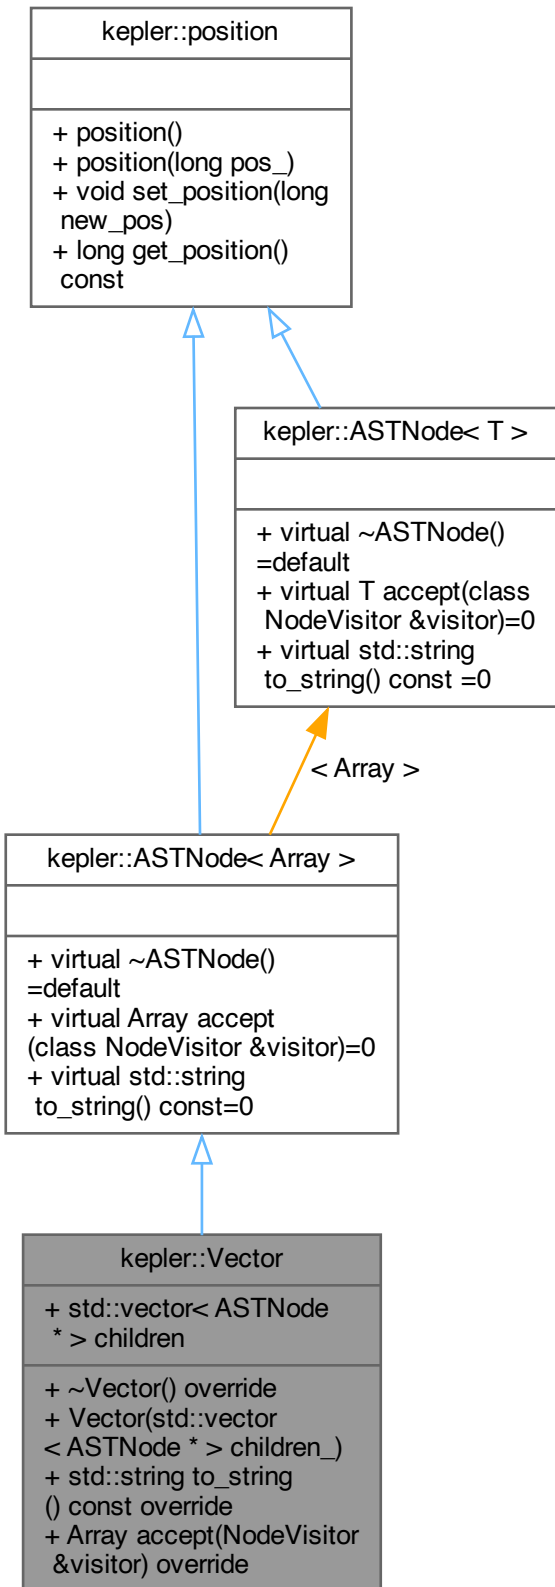 kepler::position
+ position()
+ position(long pos_)
+ void set_position(long
new_pos)
+ long get_position()
const
kepler::ASTNode< T >
+ virtual ~ASTNode()
=default
+ virtual T accept(class
NodeVisitor &visitor)=0
+ virtual std::string
to_string() const =0
< Array >
kepler::ASTNode< Array >
+ virtual ~ASTNode()
=default
+ virtual Array accept
(class NodeVisitor &visitor)=0
+ virtual std::string
to_string() const=0
kepler::Vector
+ std::vector< ASTNode
* > children
+ ~Vector() override
+ Vector(std::vector
< ASTNode * > children_)
+ std::string to_string
() const override
+ Array accept(NodeVisitor
&visitor) override